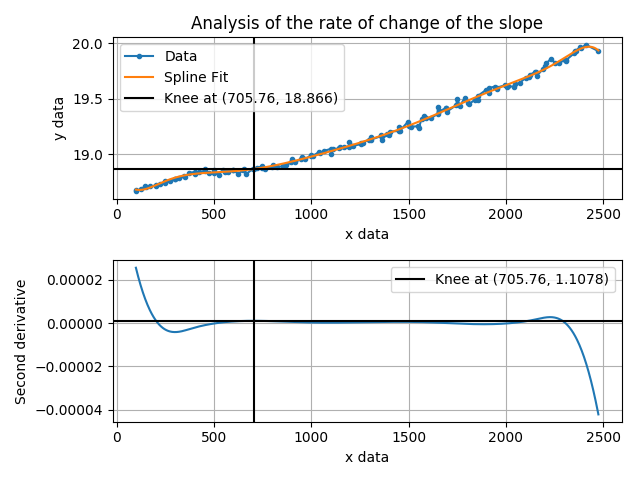 Analysis of the rate of change of the slope
20.0
19.5
19.0
y data
Data
Spline Fit
Knee at (705.76, 18.866)
0 500 1000 1500 2000 2500
x data
0.00002
0.00000
−0.00002
−0.00004
Second derivative
Knee at (705.76, 1.1078)
0 500 1000 1500 2000 2500
x data